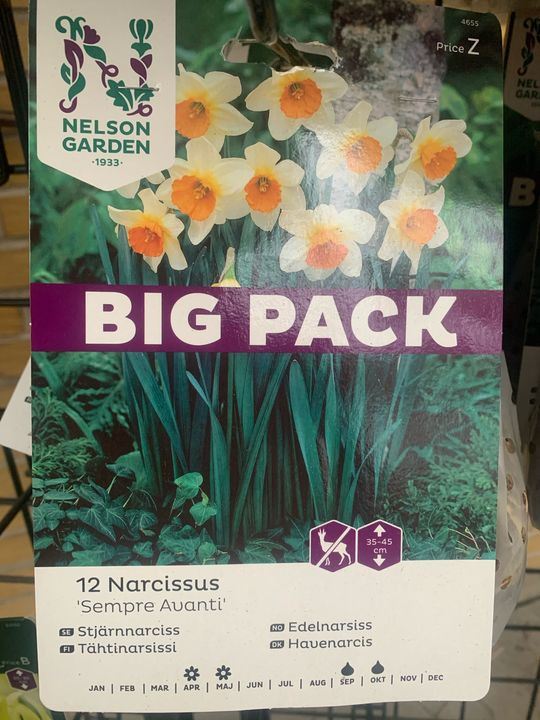 4655
Price Z
NELSON
GARDEN
·1933·
BIG PACK
35-45
cm
12 Narcissus
'Sempre Avanti'
SE Stjärnnarciss
NO Edelnarsiss
FI Tähtinarsissi
DK Havenarcis
JAN | FEB | MAR | APR | MAJ | JUN | JUL | AUG | SEP | OKT | NOV | DEC
B